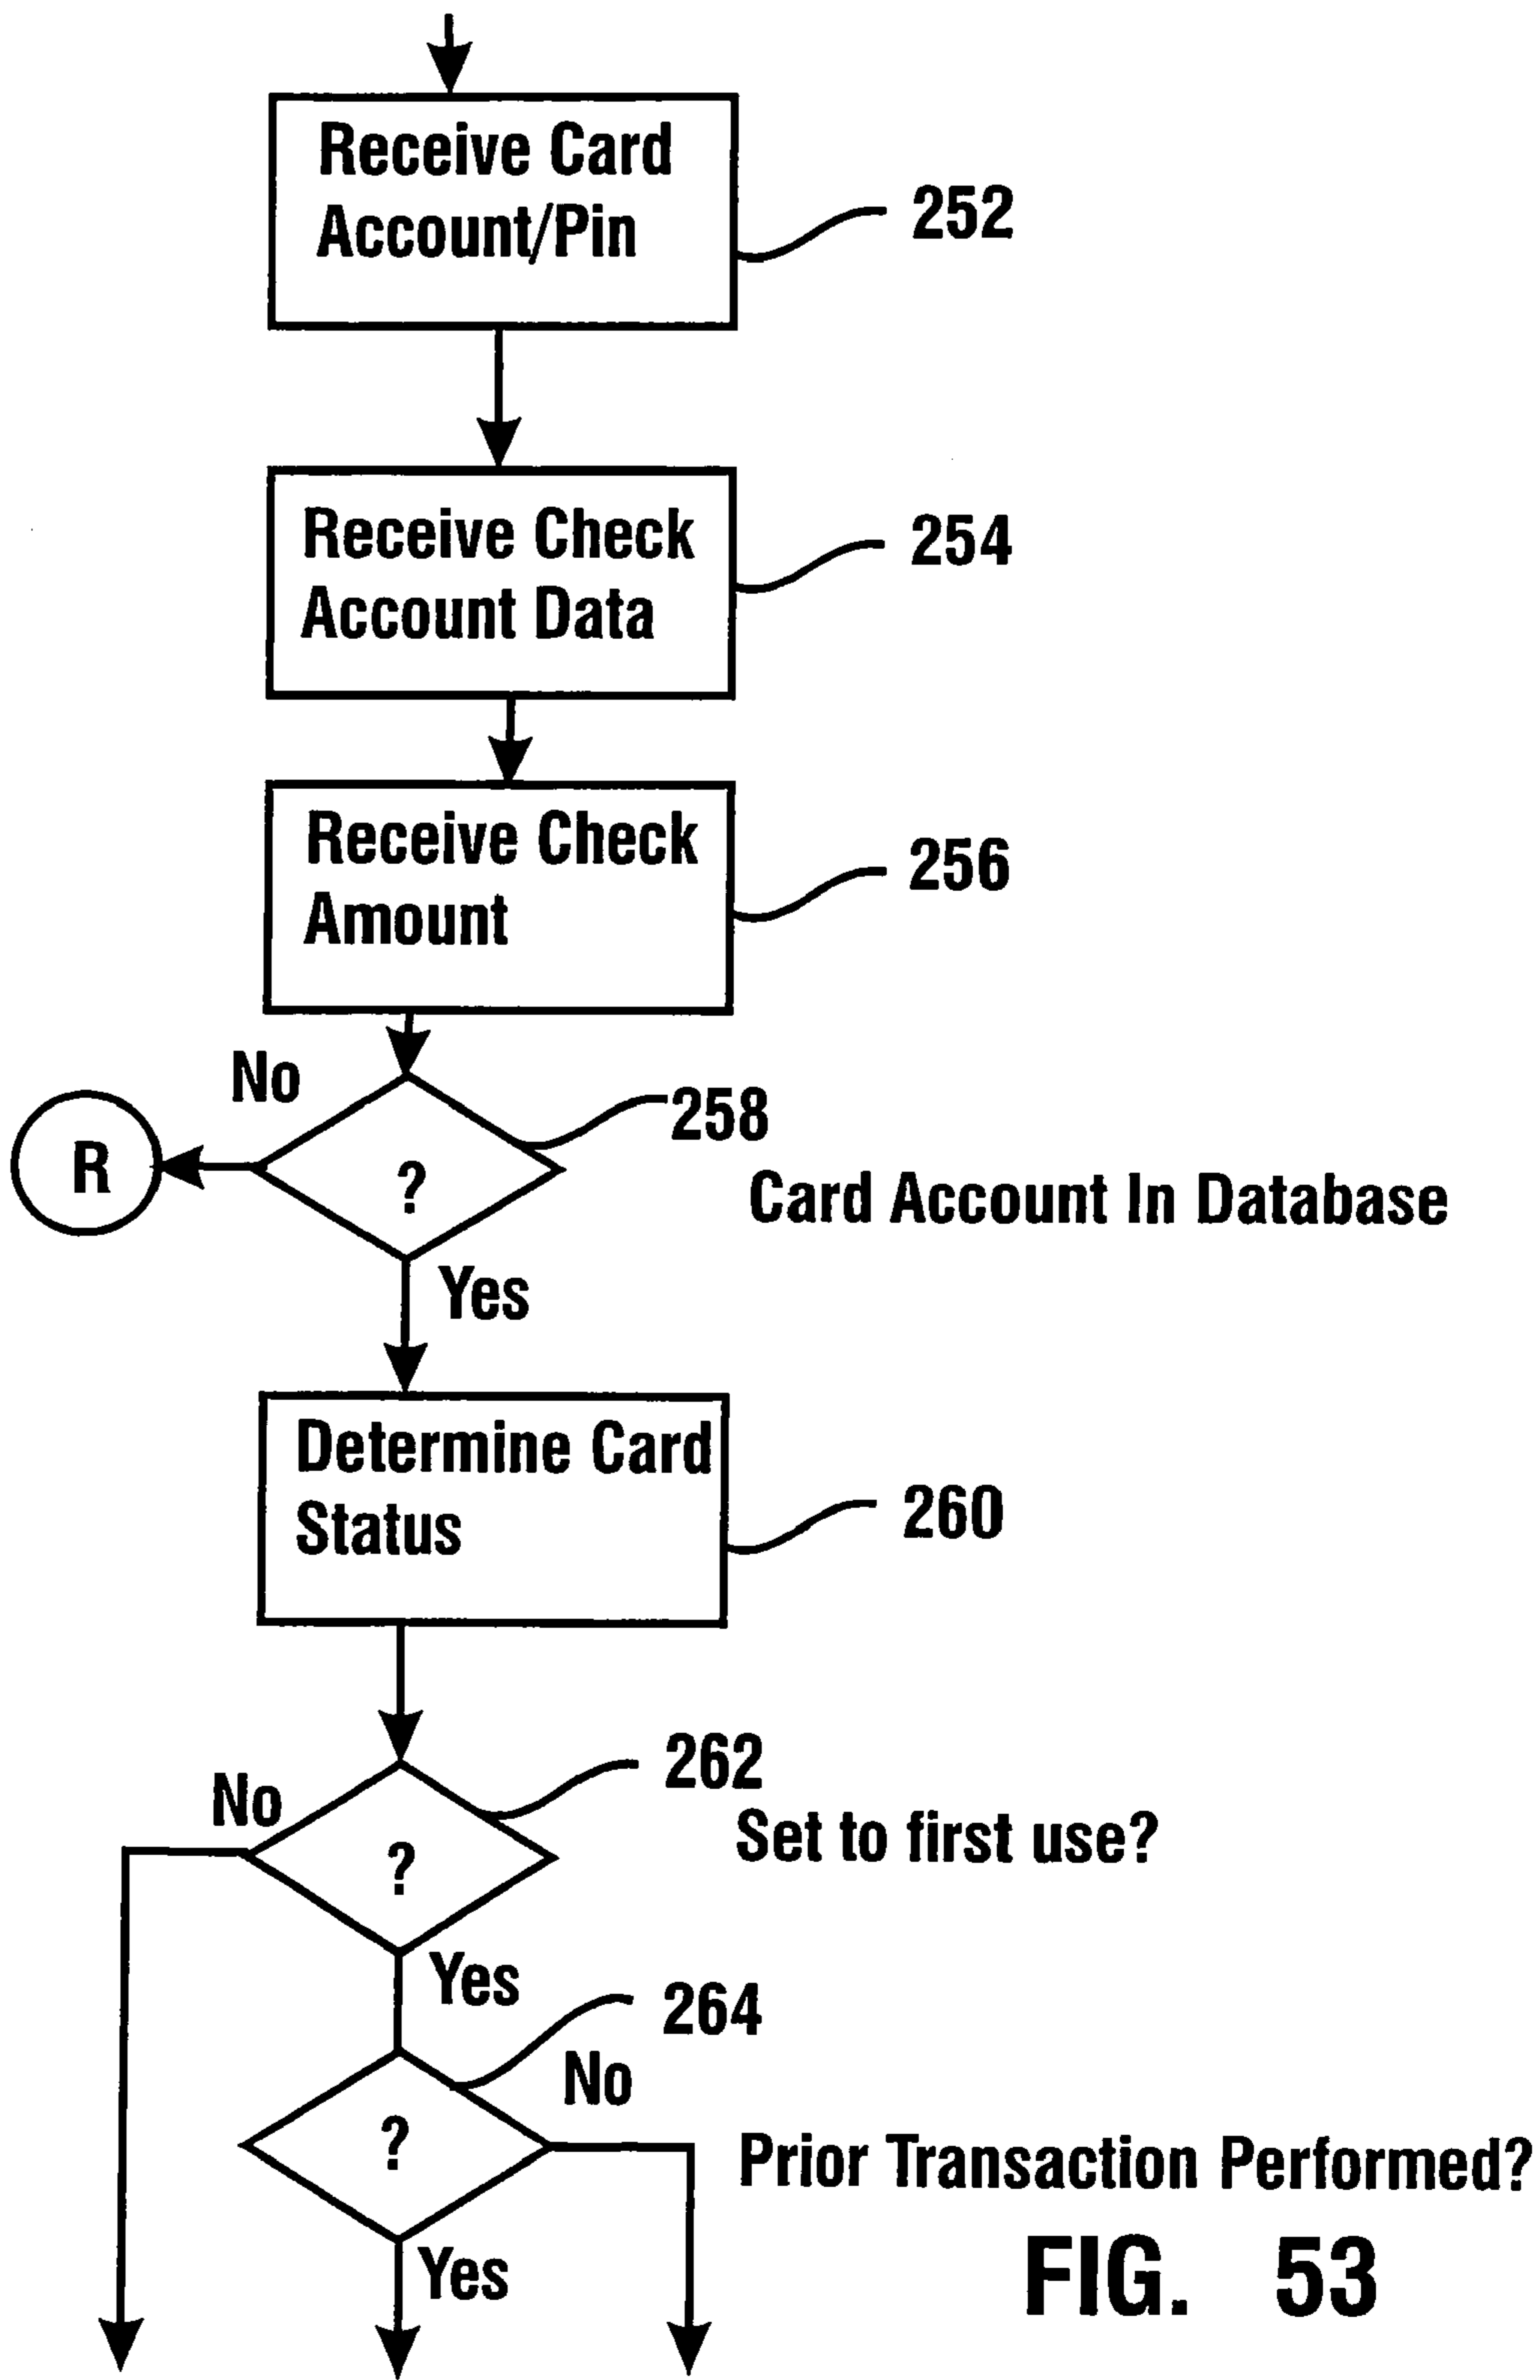 Receive Card
Account/Pin
252
Receive Check
Account Data
254
Receive Check
Amount
256
No
258
R
?
Card Account In Database
Yes
Determine Card
Status
260
262
No
Set to first use?
?
Yes
264
No
?
Prior Transaction Performed?
Yes
FIG. 53